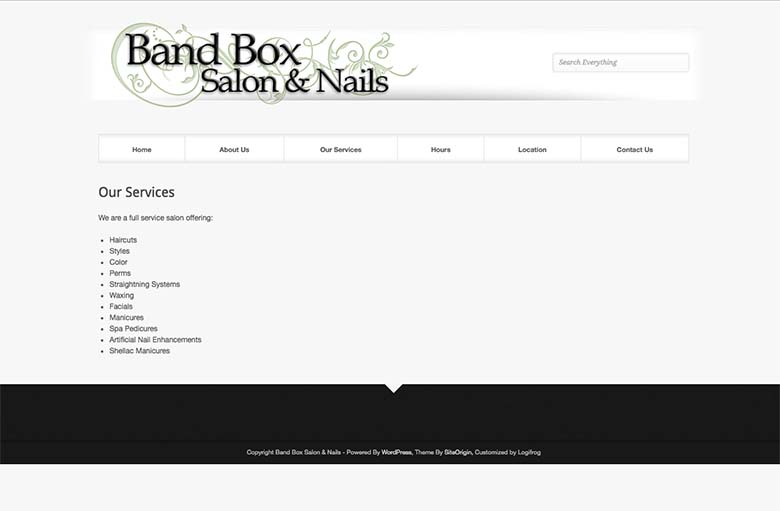 Band Box
Salon & Nails
Search Everything
Home About Us Our Services Hours Location Contact Us
Our Services
We are a full service salon offering:
• Haircuts
• Styles
• Color
• Perms
• Straightning Systems
• Waxing
• Facials
• Manicures
• Spa Pedicures
• Artificial Nail Enhancements
• Shellac Manicures
Copyright Band Box Salon & Nails - Powered By WordPress, Theme By SiteOrigin, Customized by Logifrog